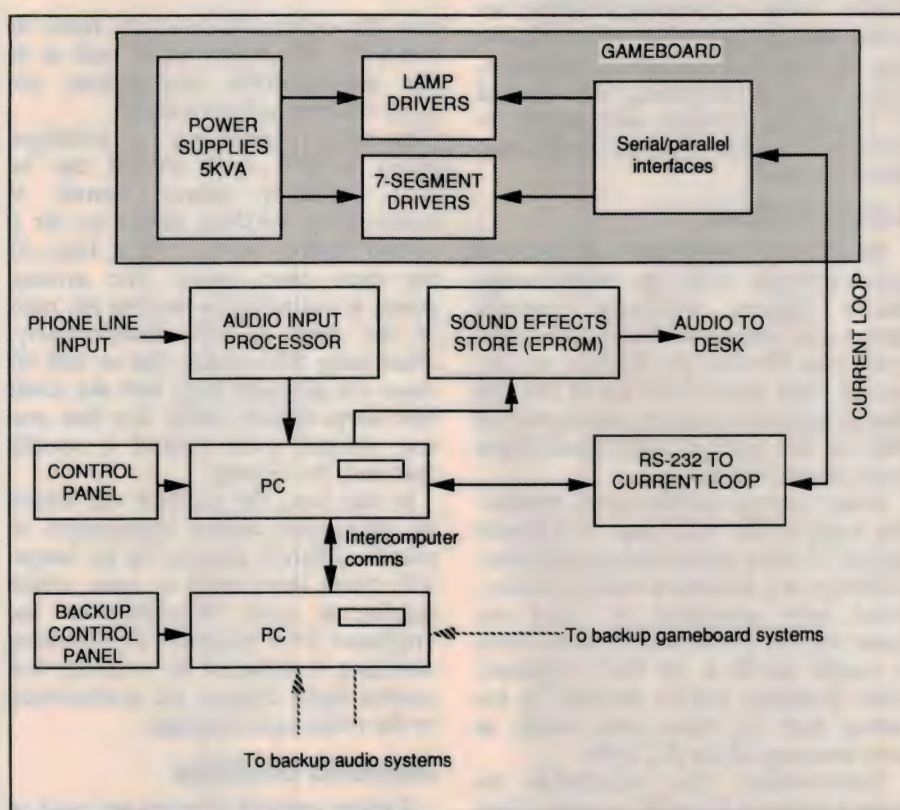 GAMEBOARD
POWER
SUPPLIES
5KVA
LAMP
DRIVERS
7-SEGMENT
DRIVERS
Serial/parallel
interfaces
CURRENT LOOP
PHONE LINE
INPUT
AUDIO INPUT
PROCESSOR
SOUND EFFECTS
STORE (EPROM)
AUDIO TO
DESK
CONTROL
PANEL
PC
RS-232 TO
CURRENT LOOP
Intercomputer
comms
BACKUP
CONTROL
PANEL
PC
To backup gameboard systems
To backup audio systems